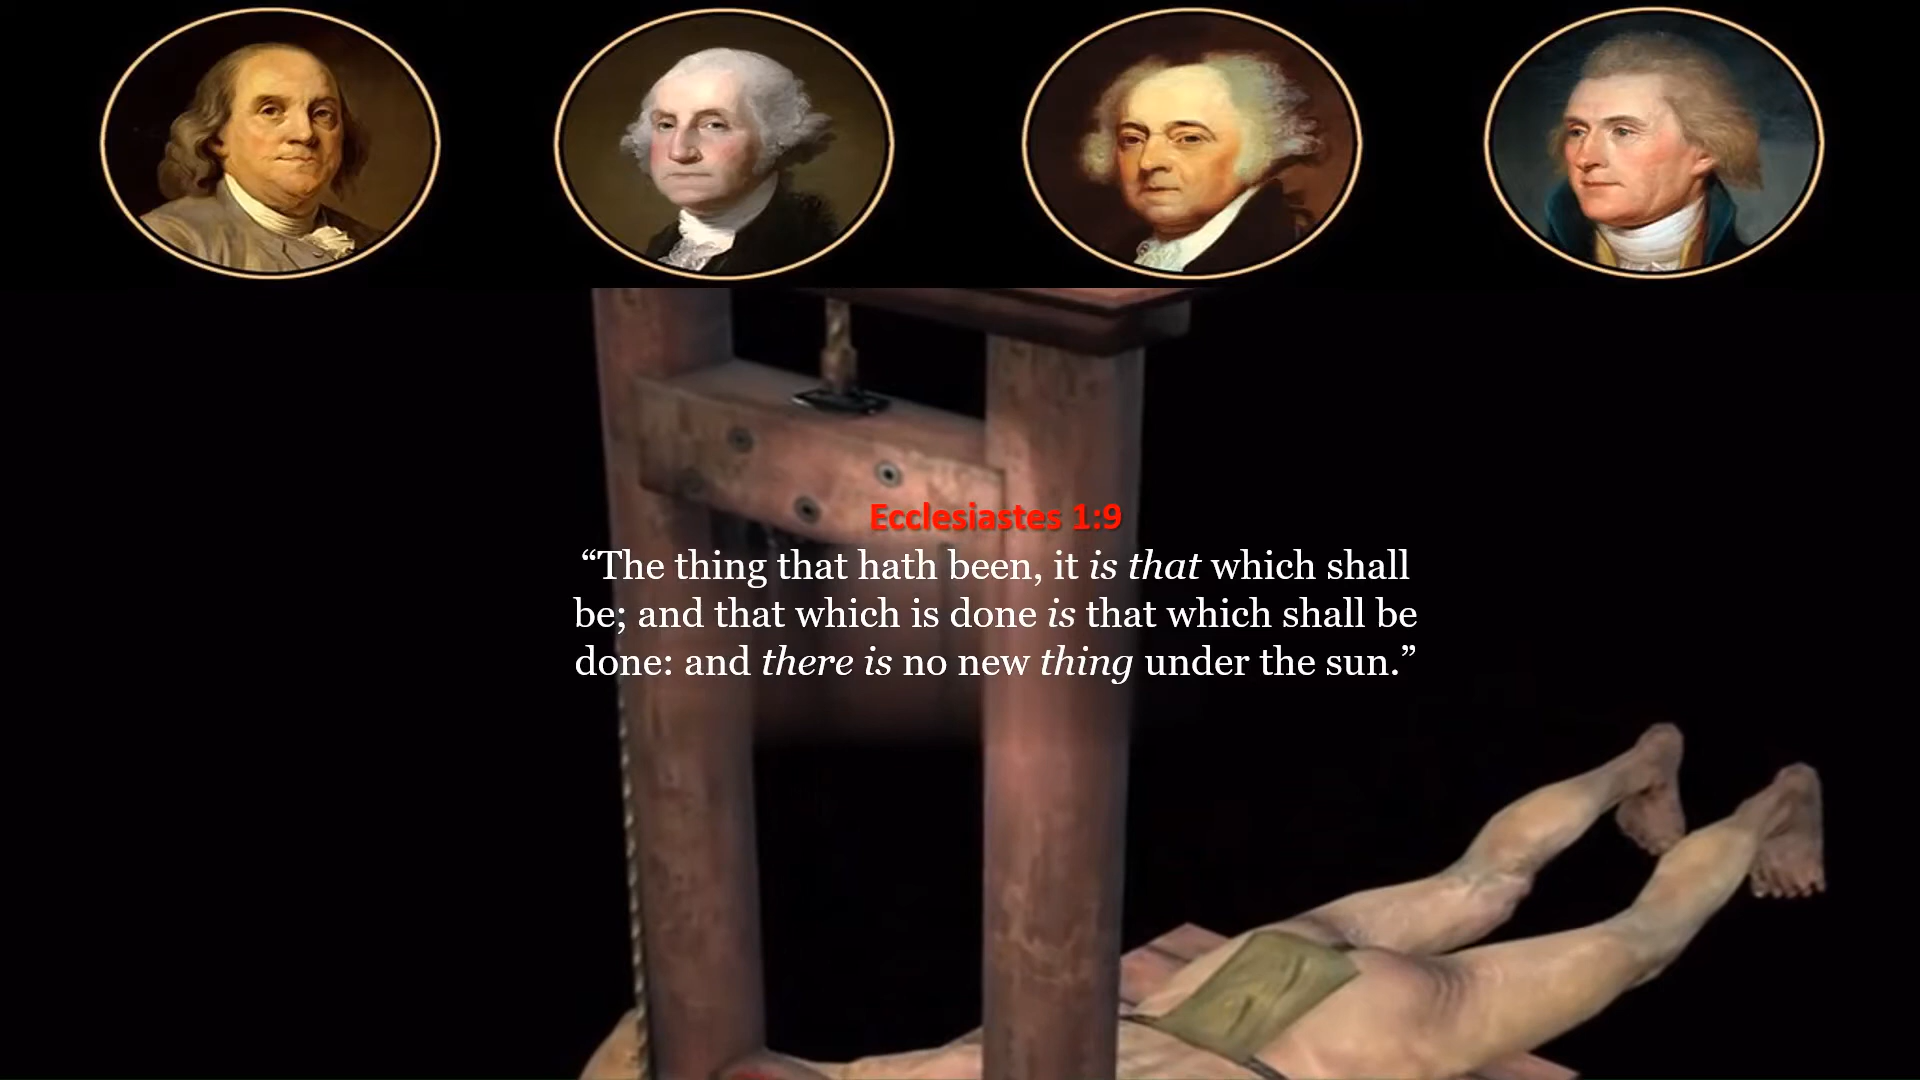 Ecclesiastes 1:9
“The thing that hath been, it is that which shall
be; and that which is done is that which shall be
done: and there is no new thing under the sun.”